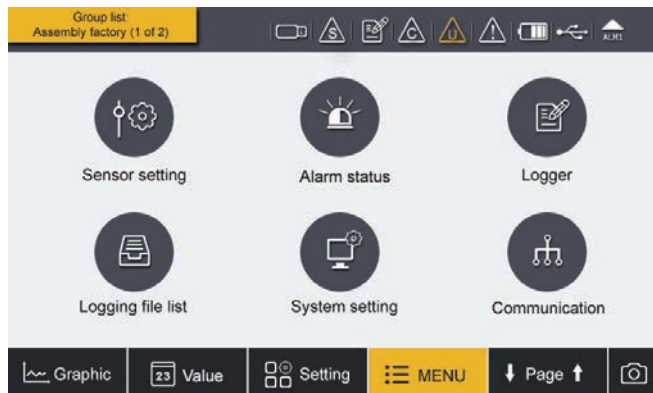 Group list:
Assembly factory (1 of 2)
S
C
U
ALM1
Sensor setting
Alarm status
Logger
Logging file list
System setting
Communication
Graphic
23 Value
Setting
MENU
Page